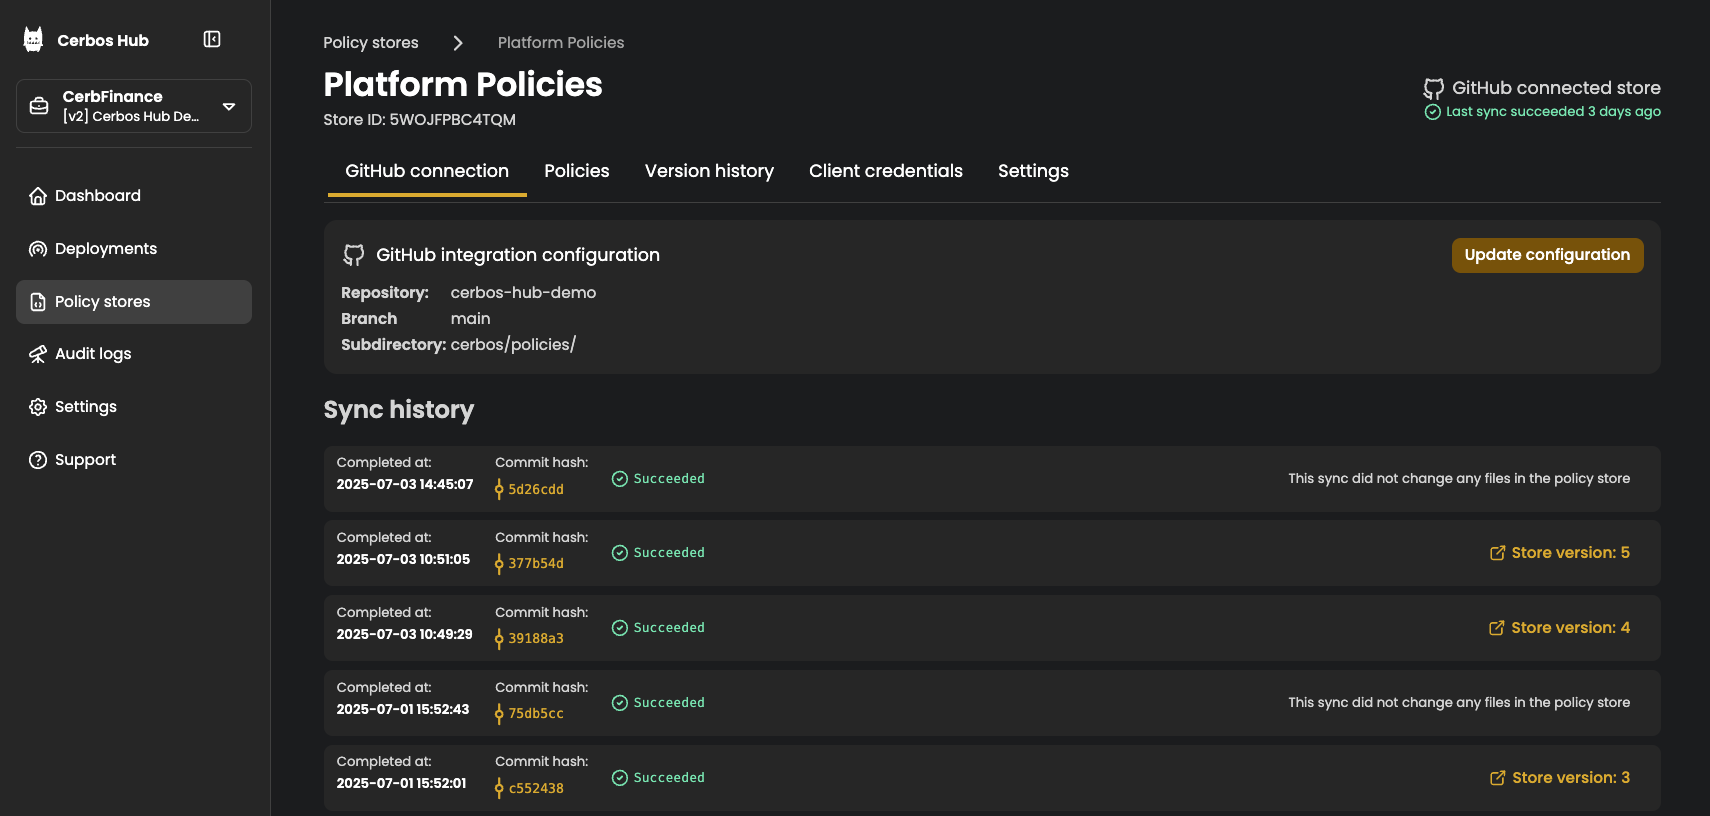 Cerbos Hub
CerbFinance
[v2] Cerbos Hub De...
Dashboard
Deployments
Policy stores
Audit logs
Settings
Support
Policy stores
Platform Policies
Platform Policies
Store ID: 5WOJFPBC4TQM
GitHub connected store
Last sync succeeded 3 days ago
GitHub connection
Policies
Version history
Client credentials
Settings
GitHub integration configuration
Update configuration
Repository: cerbos-hub-demo
Branch main
Subdirectory: cerbos/policies/
Sync history
Completed at:
2025-07-03 14:45:07
Commit hash:
5d26cdd
Succeeded
This sync did not change any files in the policy store
Completed at:
2025-07-03 10:51:05
Commit hash:
377b54d
Succeeded
Store version: 5
Completed at:
2025-07-03 10:49:29
Commit hash:
39188a3
Succeeded
Store version: 4
Completed at:
2025-07-01 15:52:43
Commit hash:
75db5cc
Succeeded
This sync did not change any files in the policy store
Completed at:
2025-07-01 15:52:01
Commit hash:
c552438
Succeeded
Store version: 3